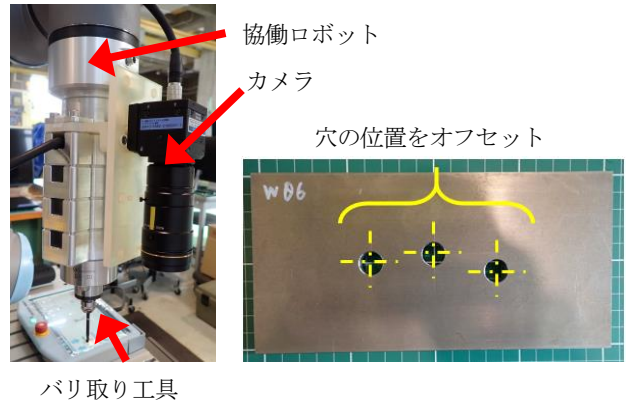 協働ロボット
カメラ
穴の位置をオフセット
W06
バリ取り工具